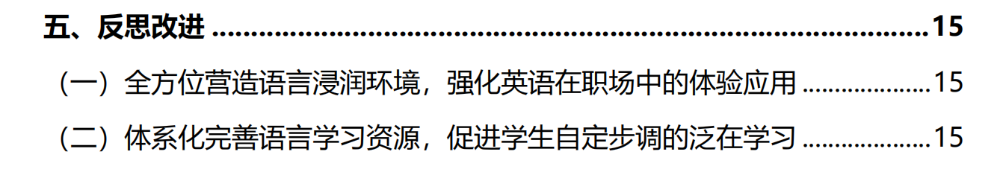 五、反思改进 ........................................................................................ 15
（一）全方位营造语言浸润环境，强化英语在职场中的体验应用 .................... 15
（二）体系化完善语言学习资源，促进学生自定步调的泛在学习 .................... 15